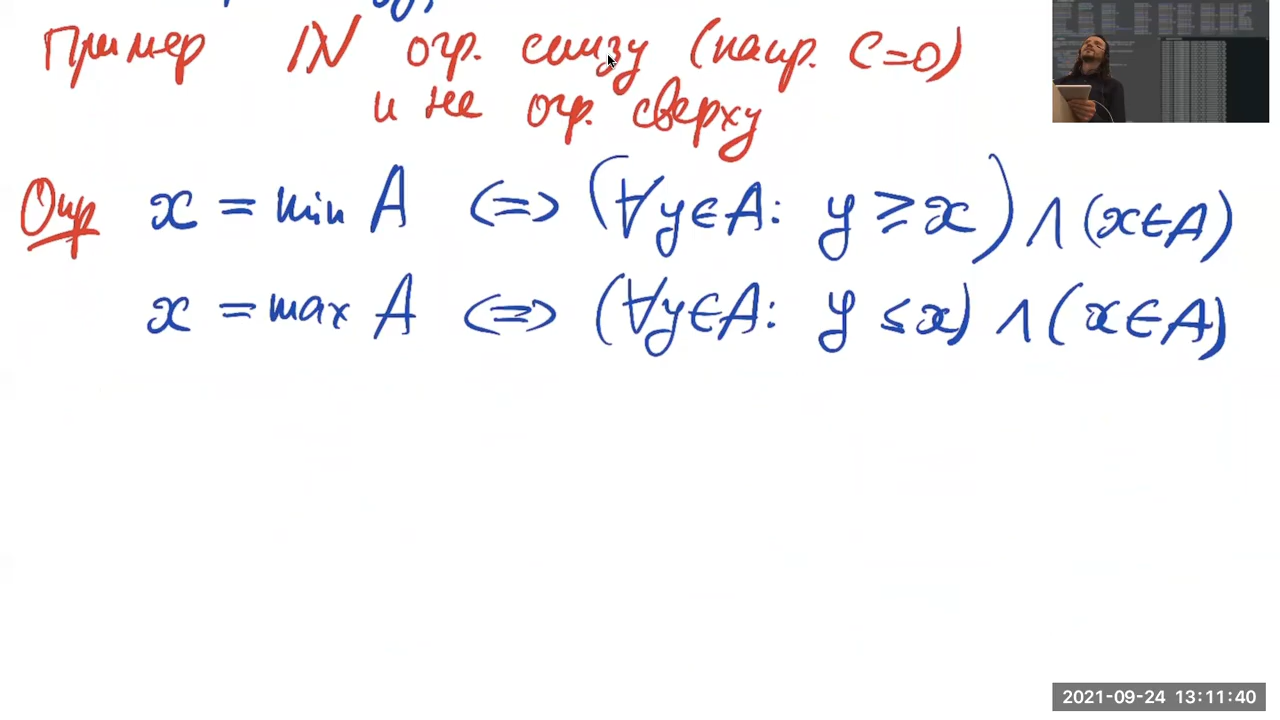 Пример ℕ огр. снизу (напр. C=0)
и не огр. сверху
Опр x = min A <=> (∀y∈A: y ≥ x) ∧ (x∈A)
x = max A <=> (∀y∈A: y ≤ x) ∧ (x∈A)
2021-09-24 13:11:40